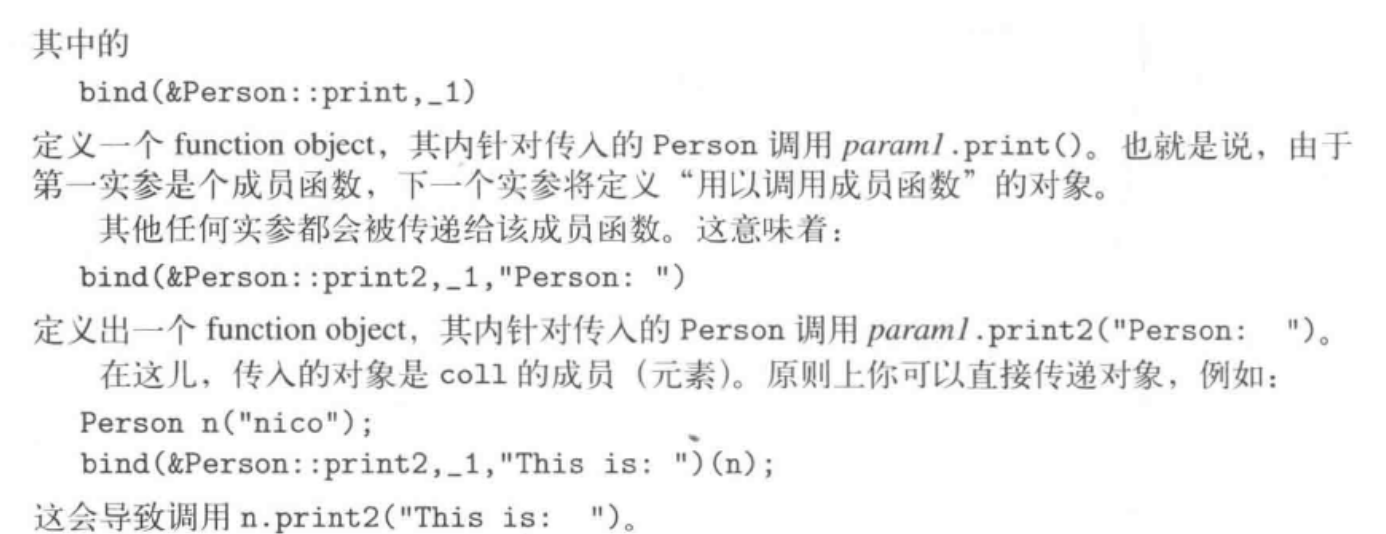 其中的
bind(&Person::print,_1)
定义一个 function object，其内针对传入的 Person 调用 param1.print()。也就是说，由于
第一实参是个成员函数，下一个实参将定义“用以调用成员函数”的对象。
其他任何实参都会被传递给该成员函数。这意味着：
bind(&Person::print2,_1,"Person: ")
定义出一个 function object，其内针对传入的 Person 调用 param1.print2("Person:  ")。
在这儿，传入的对象是 coll 的成员（元素）。原则上你可以直接传递对象，例如：
Person n("nico");
bind(&Person::print2,_1,"This is: ")(n);
这会导致调用 n.print2("This is:  ")。